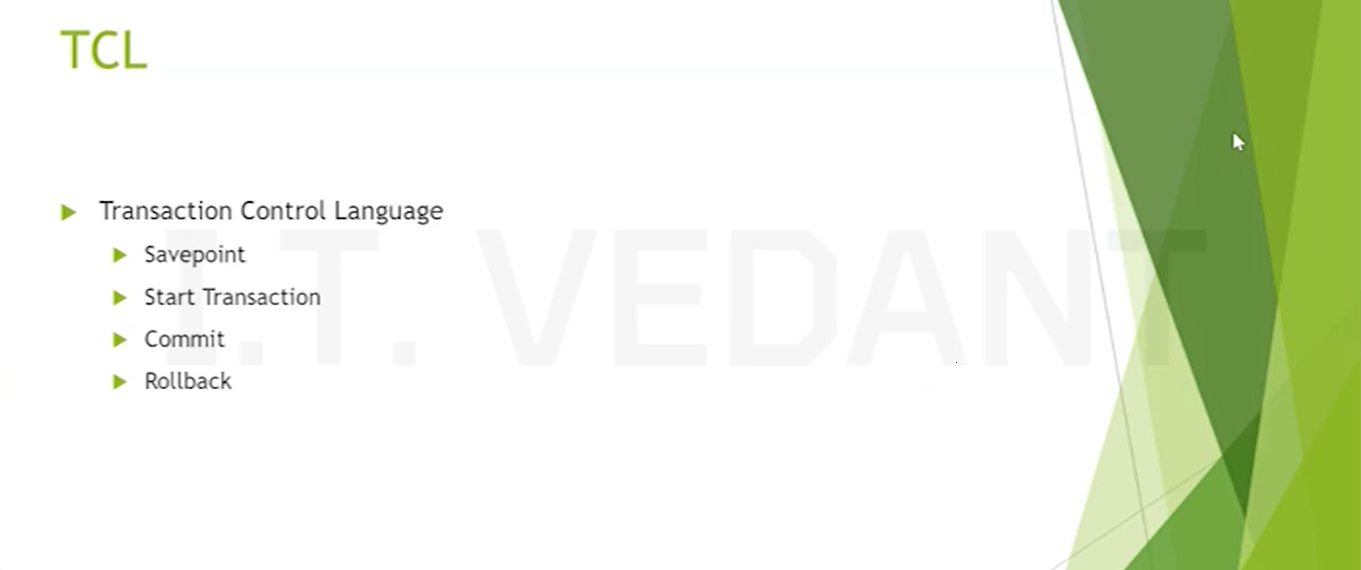 TCL
Transaction Control Language
Savepoint
Start Transaction
Commit
Rollback
I.T. VEDANT